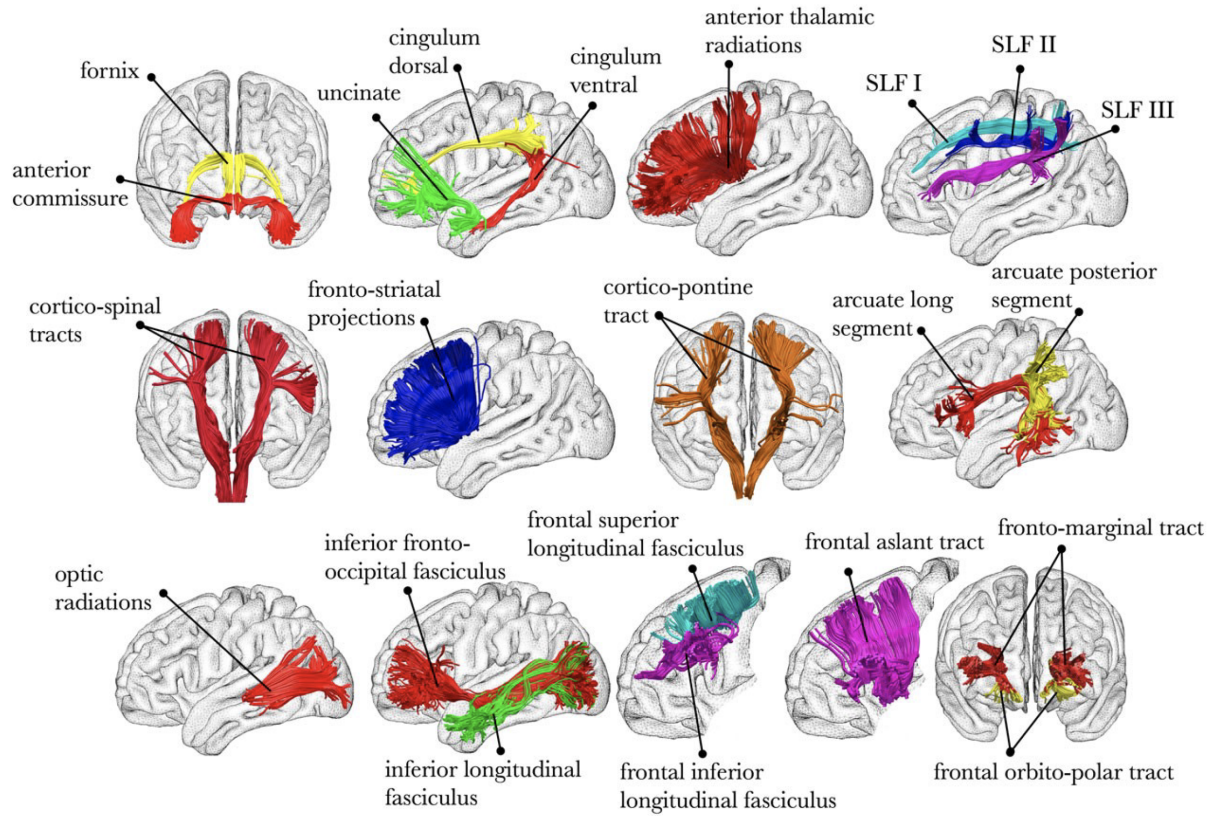 fornix
anterior
commissure
uncinate
cingulum
dorsal
cingulum
ventral
anterior thalamic
radiations
SLF I
SLF II
SLF III
cortico-spinal
tracts
fronto-striatal
projections
cortico-pontine
tract
arcuate long
segment
arcuate posterior
segment
optic
radiations
inferior fronto-
occipital fasciculus
inferior longitudinal
fasciculus
frontal superior
longitudinal fasciculus
frontal inferior
longitudinal fasciculus
frontal aslant tract
fronto-marginal tract
frontal orbito-polar tract